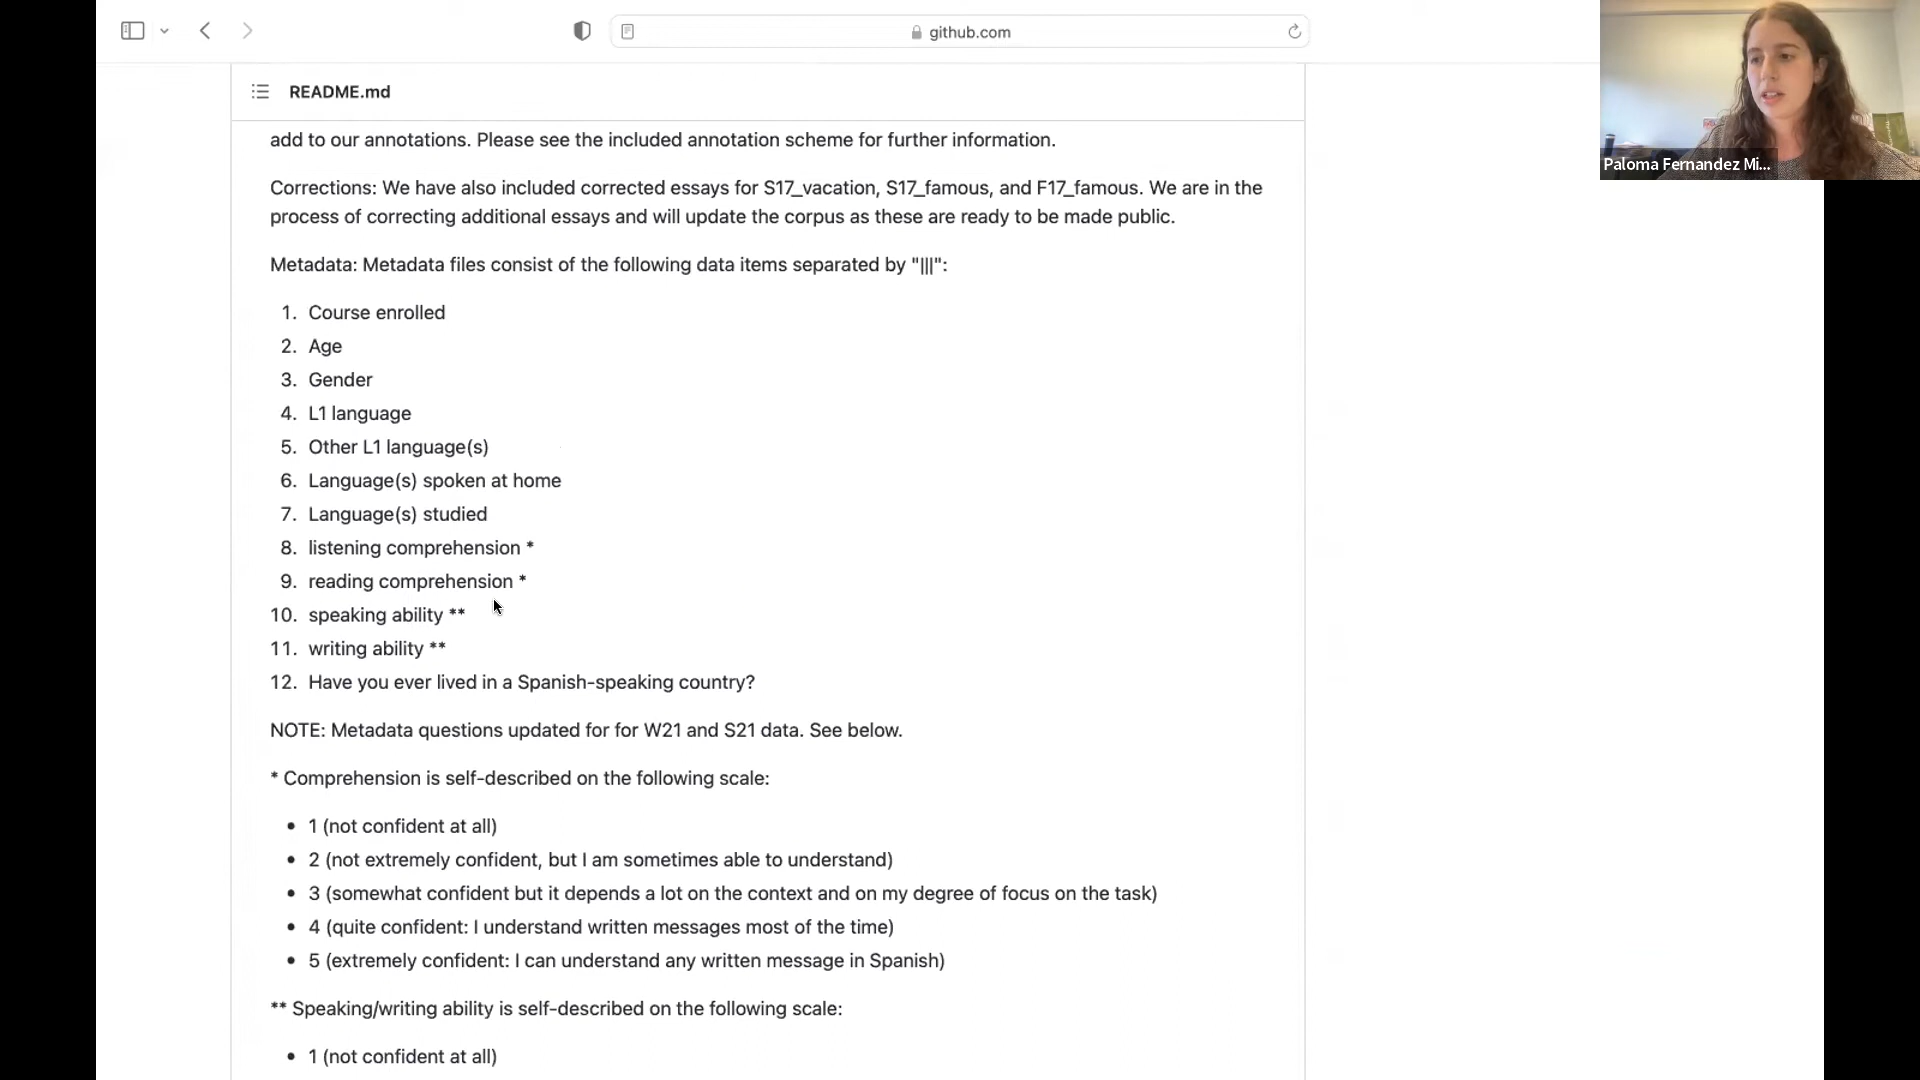 github.com
README.md
add to our annotations. Please see the included annotation scheme for further information.
Corrections: We have also included corrected essays for S17_vacation, S17_famous, and F17_famous. We are in the
process of correcting additional essays and will update the corpus as these are ready to be made public.
Metadata: Metadata files consist of the following data items separated by "|||":
1. Course enrolled
2. Age
3. Gender
4. L1 language
5. Other L1 language(s)
6. Language(s) spoken at home
7. Language(s) studied
8. listening comprehension *
9. reading comprehension *
10. speaking ability **
11. writing ability **
12. Have you ever lived in a Spanish-speaking country?
NOTE: Metadata questions updated for for W21 and S21 data. See below.
* Comprehension is self-described on the following scale:
• 1 (not confident at all)
• 2 (not extremely confident, but I am sometimes able to understand)
• 3 (somewhat confident but it depends a lot on the context and on my degree of focus on the task)
• 4 (quite confident: I understand written messages most of the time)
• 5 (extremely confident: I can understand any written message in Spanish)
** Speaking/writing ability is self-described on the following scale:
• 1 (not confident at all)
Paloma Fernandez Mi...